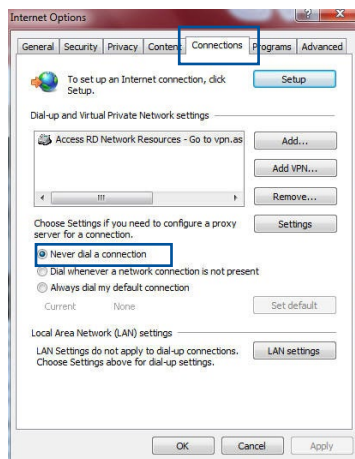 Internet Options
General Security Privacy Content Connections Programs Advanced
To set up an Internet connection, click
Setup.
Setup
Dial-up and Virtual Private Network settings
Access RD Network Resources - Go to vpn.as
Add...
Add VPN...
Remove...
Choose Settings if you need to configure a proxy
server for a connection.
Settings
Never dial a connection
Dial whenever a network connection is not present
Always dial my default connection
Current None
Set default
Local Area Network (LAN) settings
LAN Settings do not apply to dial-up connections.
Choose Settings above for dial-up settings.
LAN settings
OK Cancel Apply